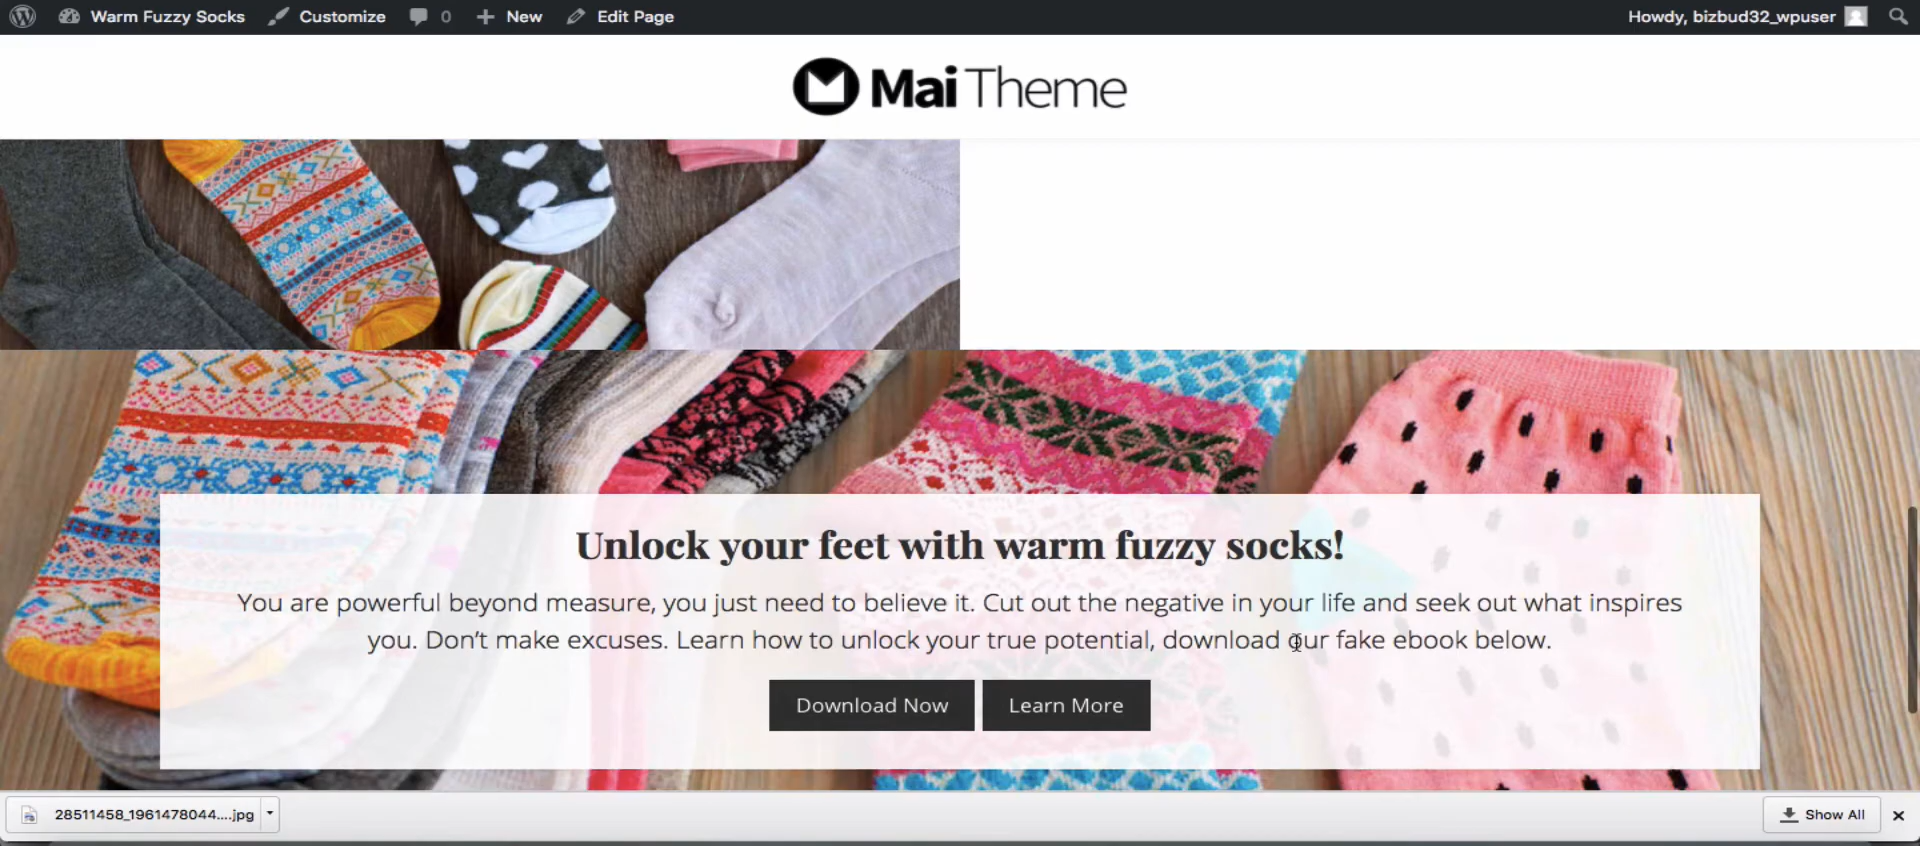 Warm Fuzzy Socks Customize 0 New Edit Page Howdy, bizbud32_wpuser
Mai Theme
Unlock your feet with warm fuzzy socks!
You are powerful beyond measure, you just need to believe it. Cut out the negative in your life and seek out what inspires
you. Don’t make excuses. Learn how to unlock your true potential, download our fake ebook below.
Download Now Learn More
28511458_1961478044....jpg Show All